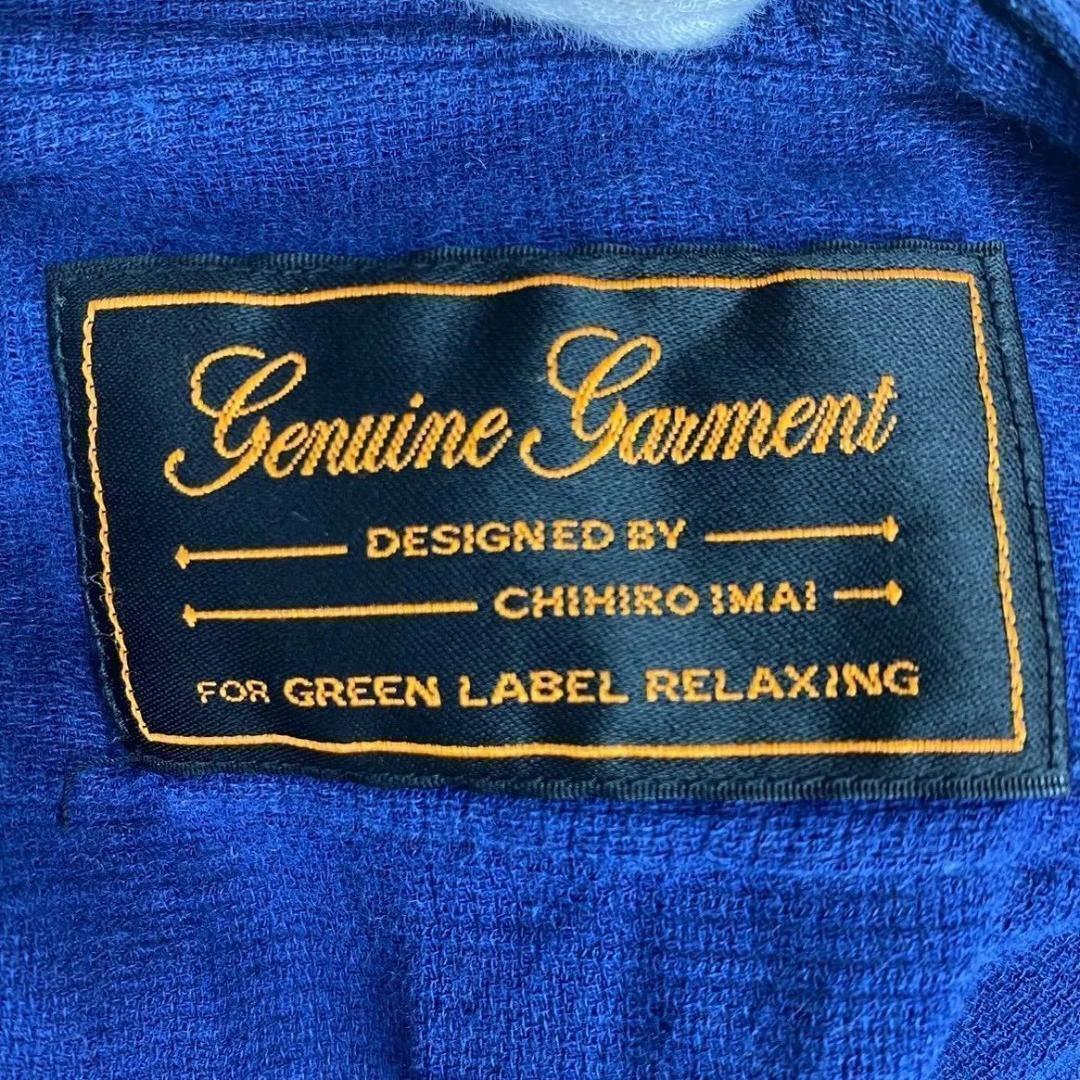 Genuine Garment
DESIGNED BY
CHIHIRO IMAI
FOR GREEN LABEL RELAXING